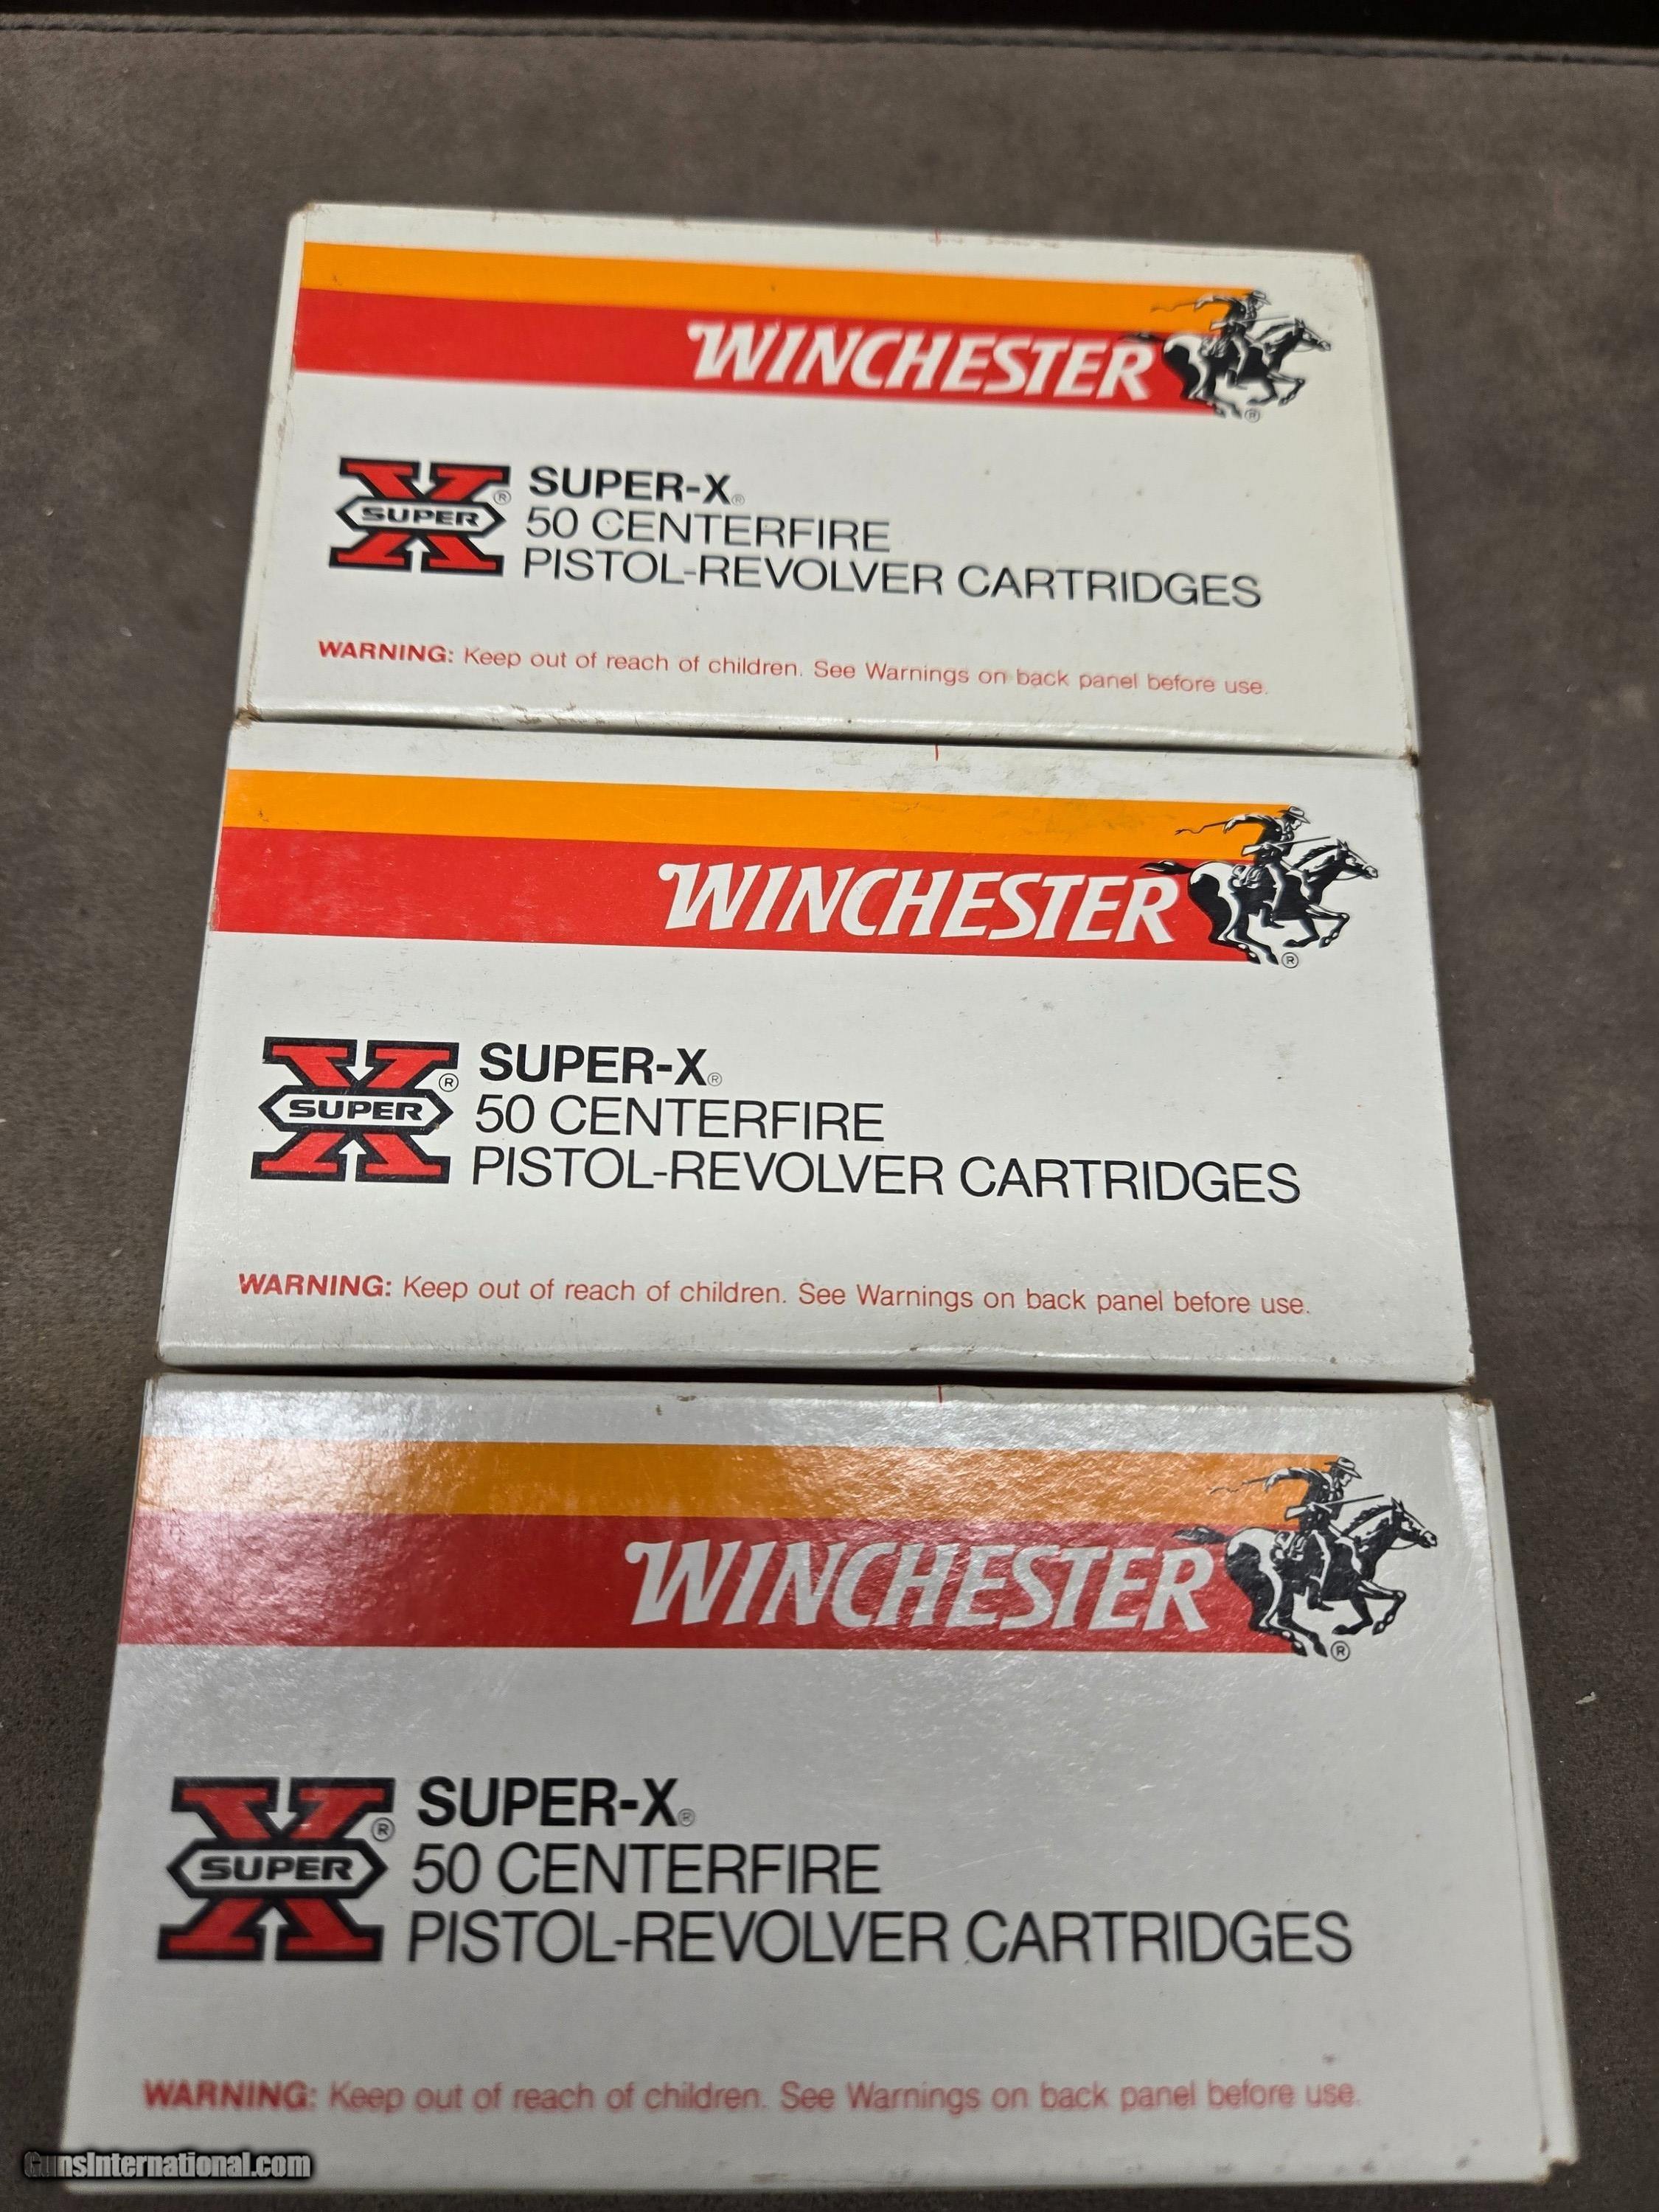 WINCHESTER
®
X SUPER ®
SUPER-X®
50 CENTERFIRE
PISTOL-REVOLVER CARTRIDGES
WARNING: Keep out of reach of children. See Warnings on back panel before use.
WINCHESTER
®
X SUPER ®
SUPER-X®
50 CENTERFIRE
PISTOL-REVOLVER CARTRIDGES
WARNING: Keep out of reach of children. See Warnings on back panel before use.
WINCHESTER
®
X SUPER ®
SUPER-X®
50 CENTERFIRE
PISTOL-REVOLVER CARTRIDGES
WARNING: Keep out of reach of children. See Warnings on back panel before use.
GunsInternational.com